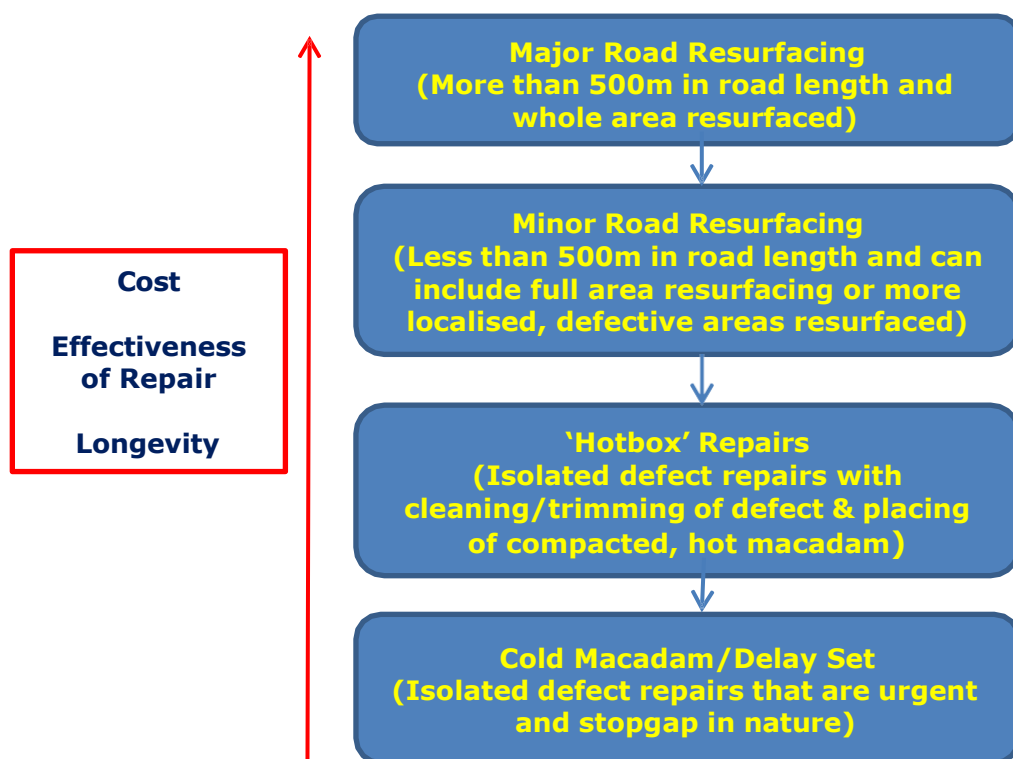 Major Road Resurfacing
(More than 500m in road length and
whole area resurfaced)
Minor Road Resurfacing
(Less than 500m in road length and can
include full area resurfacing or more
localised, defective areas resurfaced)
Cost
Effectiveness
of Repair
Longevity
‘Hotbox’ Repairs
(Isolated defect repairs with
cleaning/trimming of defect & placing
of compacted, hot macadam)
Cold Macadam/Delay Set
(Isolated defect repairs that are urgent
and stopgap in nature)